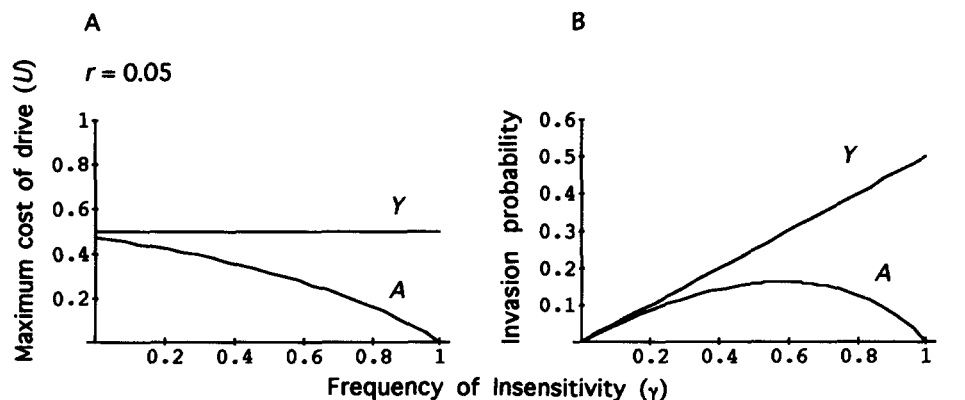 A
B
r = 0.05
Maximum cost of drive (U)
1
0.8
0.6
0.4
0.2
Y
A
0.2 0.4 0.6 0.8 1
Invasion probability
0.6
0.5
0.4
0.3
0.2
0.1
Y
A
0.2 0.4 0.6 0.8 1
Frequency of Insensitivity (γ)